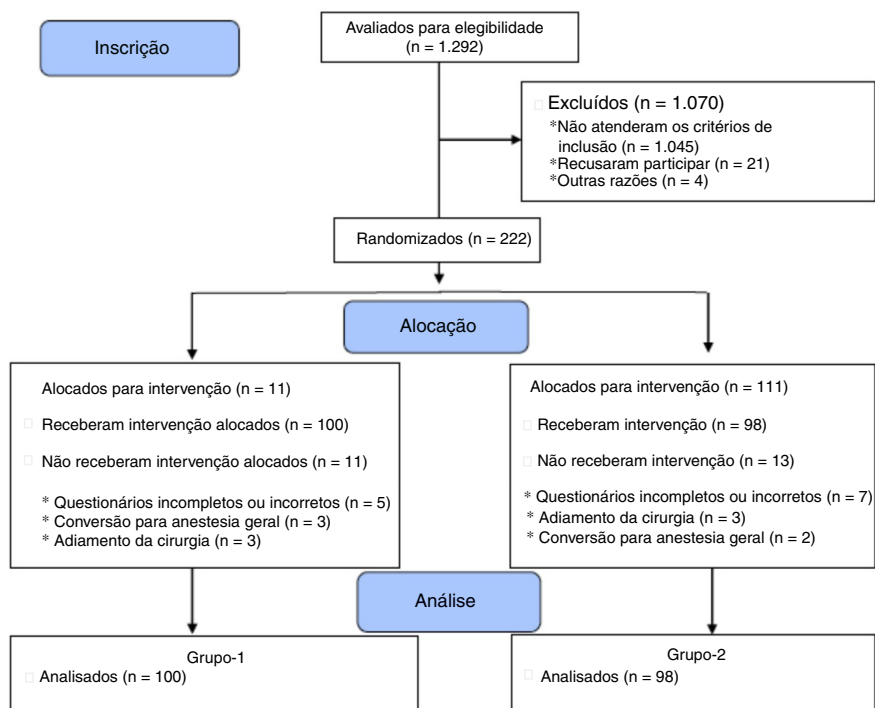 Inscrição
Avaliados para elegibilidade
(n = 1.292)
Excluídos (n = 1.070)
*Não atenderam os critérios de
inclusão (n = 1.045)
*Recusaram participar (n = 21)
*Outras razões (n = 4)
Randomizados (n = 222)
Alocação
Alocados para intervenção (n = 11)
Receberam intervenção alocados (n = 100)
Não receberam intervenção alocados (n = 11)
* Questionários incompletos ou incorretos (n = 5)
* Conversão para anestesia geral (n = 3)
* Adiamento da cirurgia (n = 3)
Alocados para intervenção (n = 111)
Receberam intervenção (n = 98)
Não receberam intervenção (n = 13)
* Questionários incompletos ou incorretos (n = 7)
* Adiamento da cirurgia (n = 3)
* Conversão para anestesia geral (n = 2)
Análise
Grupo-1
Analisados (n = 100)
Grupo-2
Analisados (n = 98)